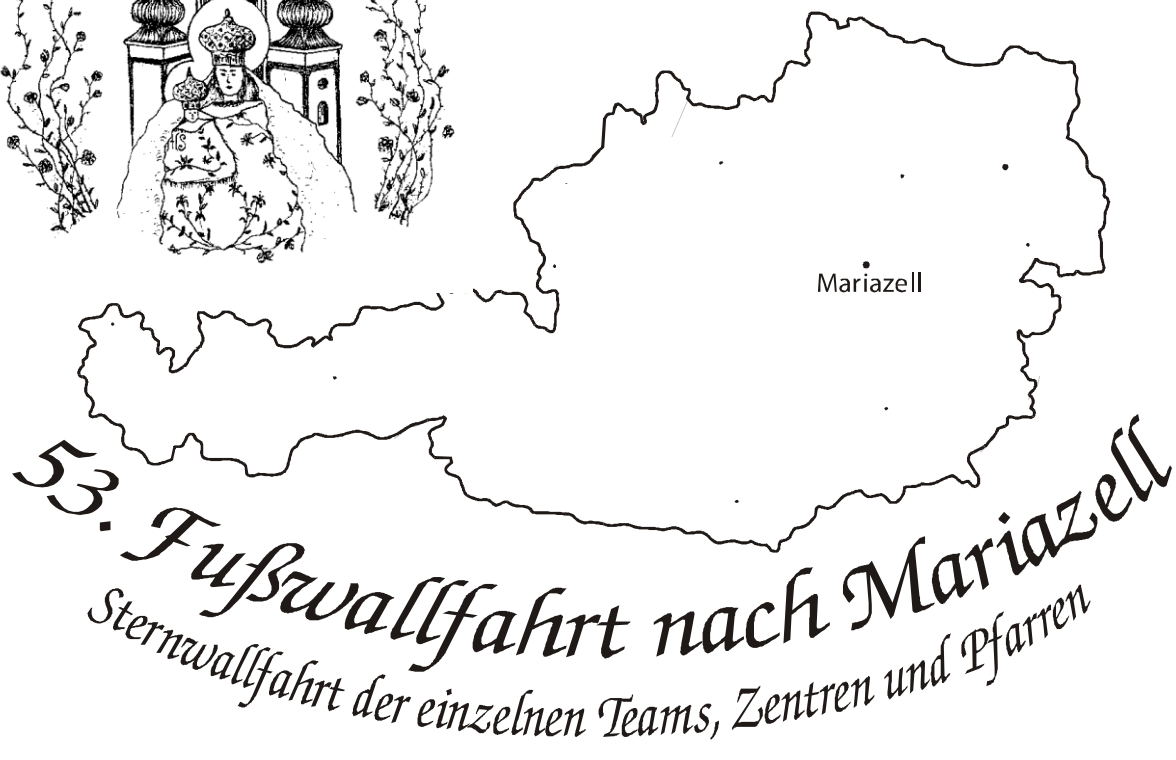 Mariazell
53. Fußwallfahrt nach Mariazell
Sternwallfahrt der einzelnen Teams, Zentren und Pfarren